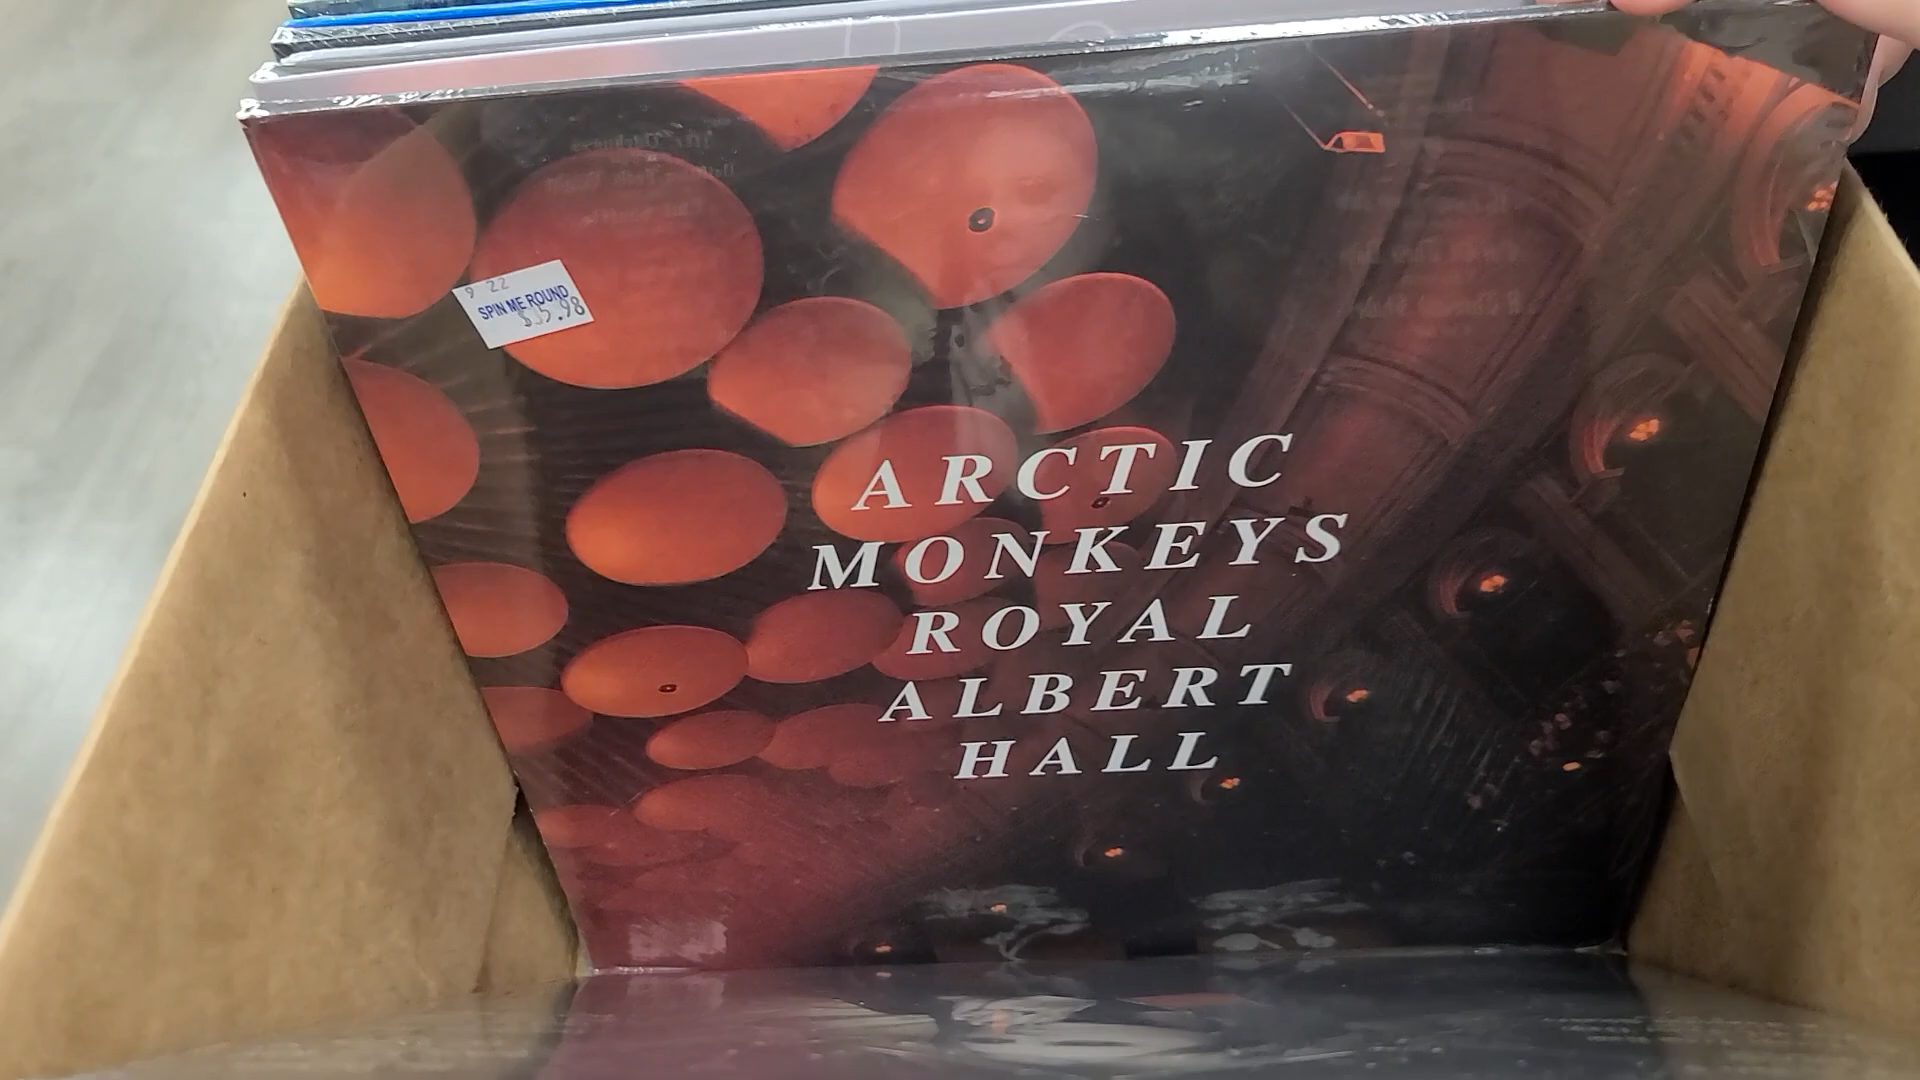 9 22
SPIN ME ROUND
ARCTIC
MONKEYS
ROYAL
ALBERT
HALL